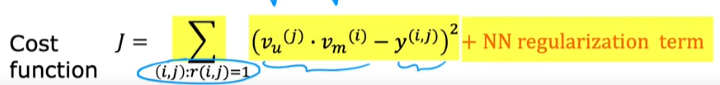 Cost function J = ∑ (v_u^(j) · v_m^(i) − y^(i,j))² + NN regularization term
(i,j):r(i,j)=1